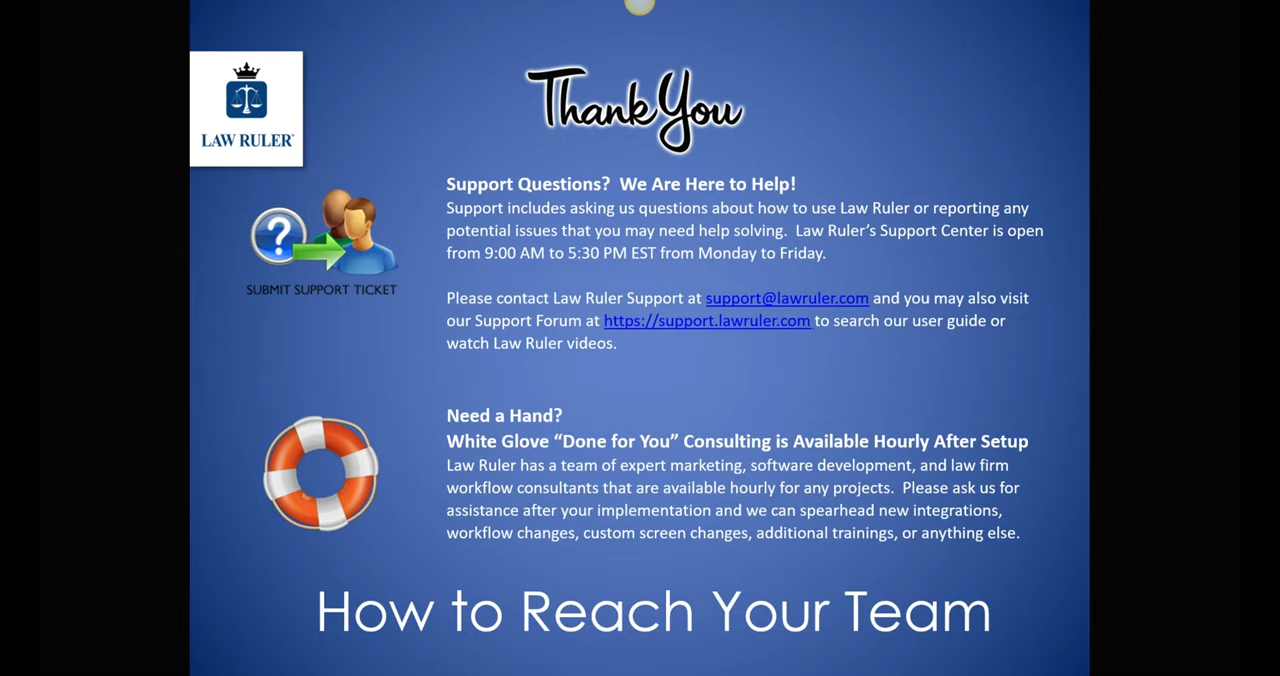 LAW RULER
Thank You
Support Questions?  We Are Here to Help!
Support includes asking us questions about how to use Law Ruler or reporting any
potential issues that you may need help solving.  Law Ruler's Support Center is open
from 9:00 AM to 5:30 PM EST from Monday to Friday.
SUBMIT SUPPORT TICKET
Please contact Law Ruler Support at support@lawruler.com and you may also visit
our Support Forum at https://support.lawruler.com to search our user guide or
watch Law Ruler videos.
Need a Hand?
White Glove “Done for You” Consulting is Available Hourly After Setup
Law Ruler has a team of expert marketing, software development, and law firm
workflow consultants that are available hourly for any projects.  Please ask us for
assistance after your implementation and we can spearhead new integrations,
workflow changes, custom screen changes, additional trainings, or anything else.
How to Reach Your Team